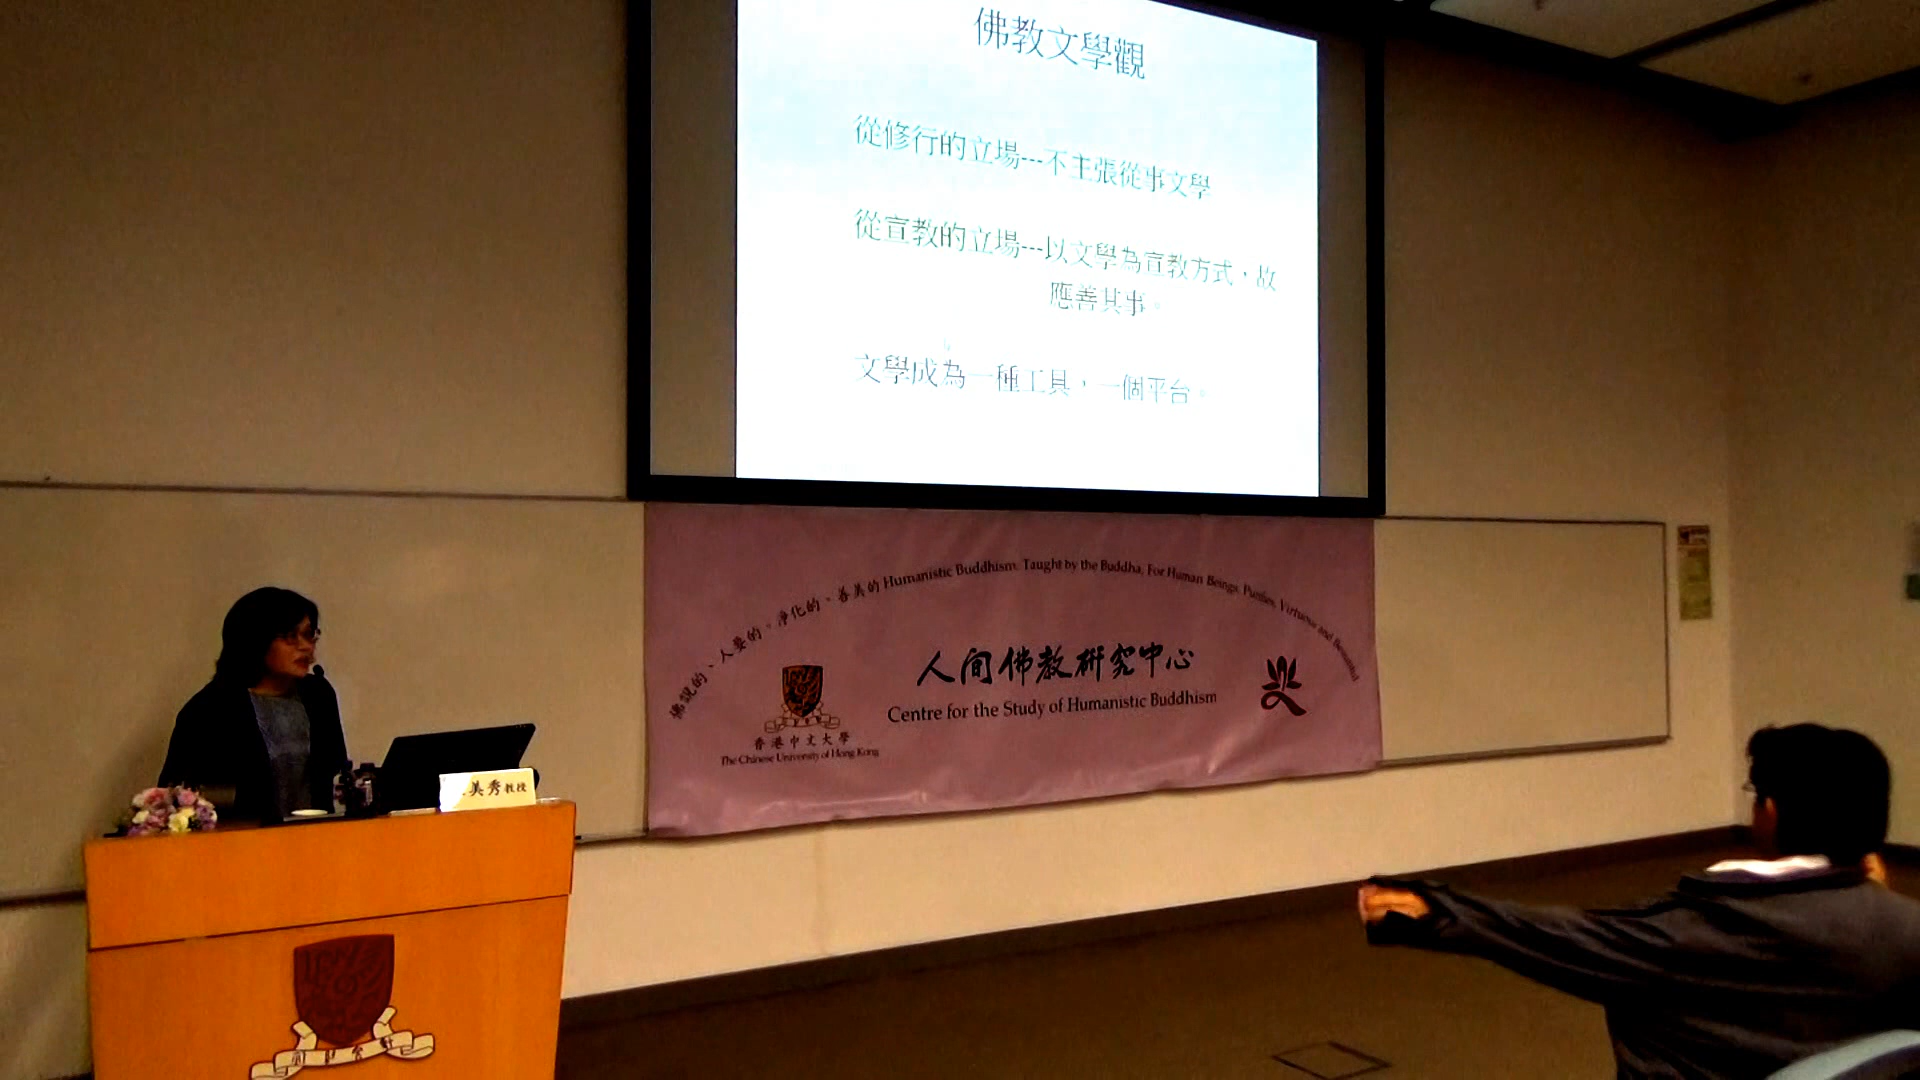 佛教文學觀
從修行的立場---不主張從事文學
從宣教的立場---以文學為宣教方式，故
應善其事。
文學成為一種工具，一個平台。
佛說的、人要的、淨化的、善美的 Humanistic Buddhism: Taught by the Buddha, For Human Beings, Purifies, Virtuous and Beautiful
人间佛教研究中心
Centre for the Study of Humanistic Buddhism
香港中文大學
The Chinese University of Hong Kong
美秀教授